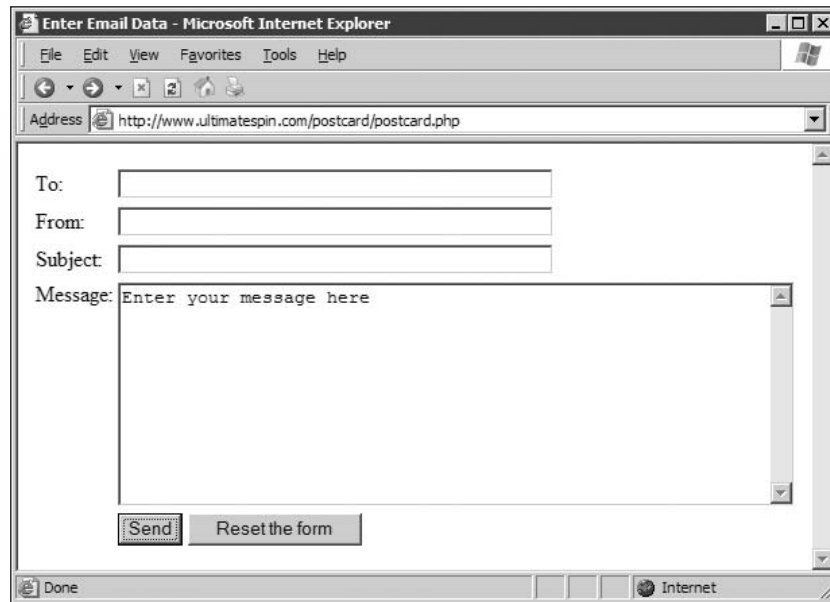 Enter Email Data - Microsoft Internet Explorer
File Edit View Favorites Tools Help
Address http://www.ultimatespin.com/postcard/postcard.php
To:
From:
Subject:
Message: Enter your message here
Send Reset the form
Done Internet